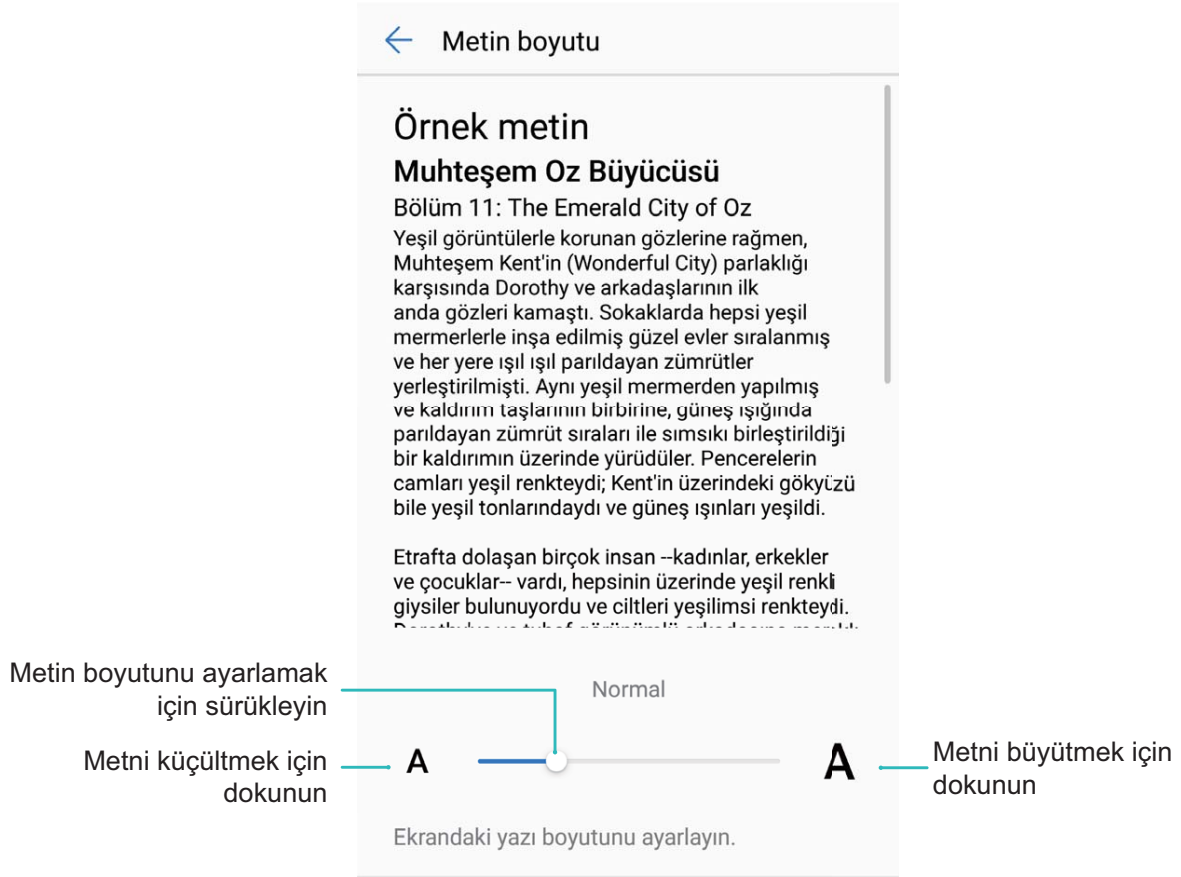 Metin boyutu
Örnek metin
Muhteşem Oz Büyücüsü
Bölüm 11: The Emerald City of Oz
Yeşil görüntülerle korunan gözlerine rağmen,
Muhteşem Kent'in (Wonderful City) parlaklığı
karşısında Dorothy ve arkadaşlarının ilk
anda gözleri kamaştı. Sokaklarda hepsi yeşil
mermerlerle inşa edilmiş güzel evler sıralanmış
ve her yere ışıl ışıl parıldayan zümrütler
yerleştirilmişti. Aynı yeşil mermerden yapılmış
ve kaldırım taşlarının birbirine, güneş ışığında
parıldayan zümrüt sıraları ile sımsıkı birleştirildiği
bir kaldırımın üzerinde yürüdüler. Pencerelerin
camları yeşil renkteydi; Kent'in üzerindeki gökyüzü
bile yeşil tonlarındaydı ve güneş ışınları yeşildi.
Etrafta dolaşan birçok insan --kadınlar, erkekler
ve çocuklar-- vardı, hepsinin üzerinde yeşil renkli
giysiler bulunuyordu ve ciltleri yeşilimsi renkteydi.
Metin boyutunu ayarlamak
için sürükleyin
Normal
Metni küçültmek için
dokunun
A
A
Metni büyütmek için
dokunun
Ekrandaki yazı boyutunu ayarlayın.